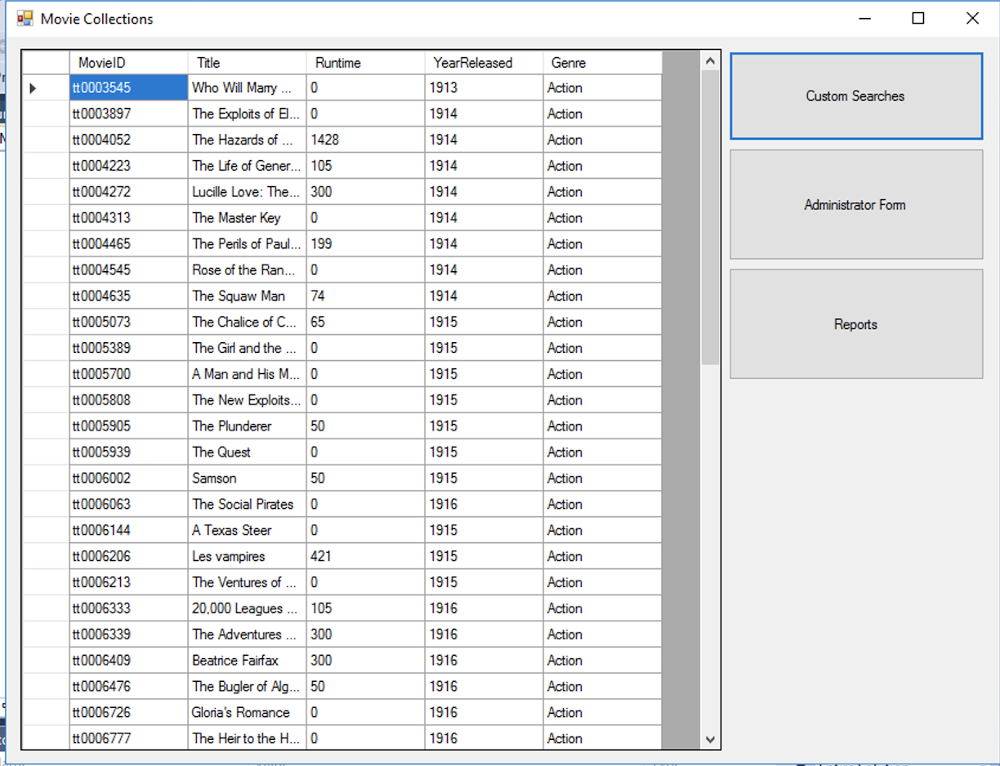 Movie Collections
MovieID Title Runtime YearReleased Genre
tt0003545 Who Will Marry ... 0 1913 Action
tt0003897 The Exploits of El... 0 1914 Action
tt0004052 The Hazards of ... 1428 1914 Action
tt0004223 The Life of Gener... 105 1914 Action
tt0004272 Lucille Love: The... 300 1914 Action
tt0004313 The Master Key 0 1914 Action
tt0004465 The Perils of Paul... 199 1914 Action
tt0004545 Rose of the Ran... 0 1914 Action
tt0004635 The Squaw Man 74 1914 Action
tt0005073 The Chalice of C... 65 1915 Action
tt0005389 The Girl and the ... 0 1915 Action
tt0005700 A Man and His M... 0 1915 Action
tt0005808 The New Exploits... 0 1915 Action
tt0005905 The Plunderer 50 1915 Action
tt0005939 The Quest 0 1915 Action
tt0006002 Samson 50 1915 Action
tt0006063 The Social Pirates 0 1916 Action
tt0006144 A Texas Steer 0 1915 Action
tt0006206 Les vampires 421 1915 Action
tt0006213 The Ventures of ... 0 1915 Action
tt0006333 20,000 Leagues ... 105 1916 Action
tt0006339 The Adventures ... 300 1916 Action
tt0006409 Beatrice Fairfax 300 1916 Action
tt0006476 The Bugler of Alg... 50 1916 Action
tt0006726 Gloria's Romance 0 1916 Action
tt0006777 The Heir to the H... 0 1916 Action
Custom Searches
Administrator Form
Reports